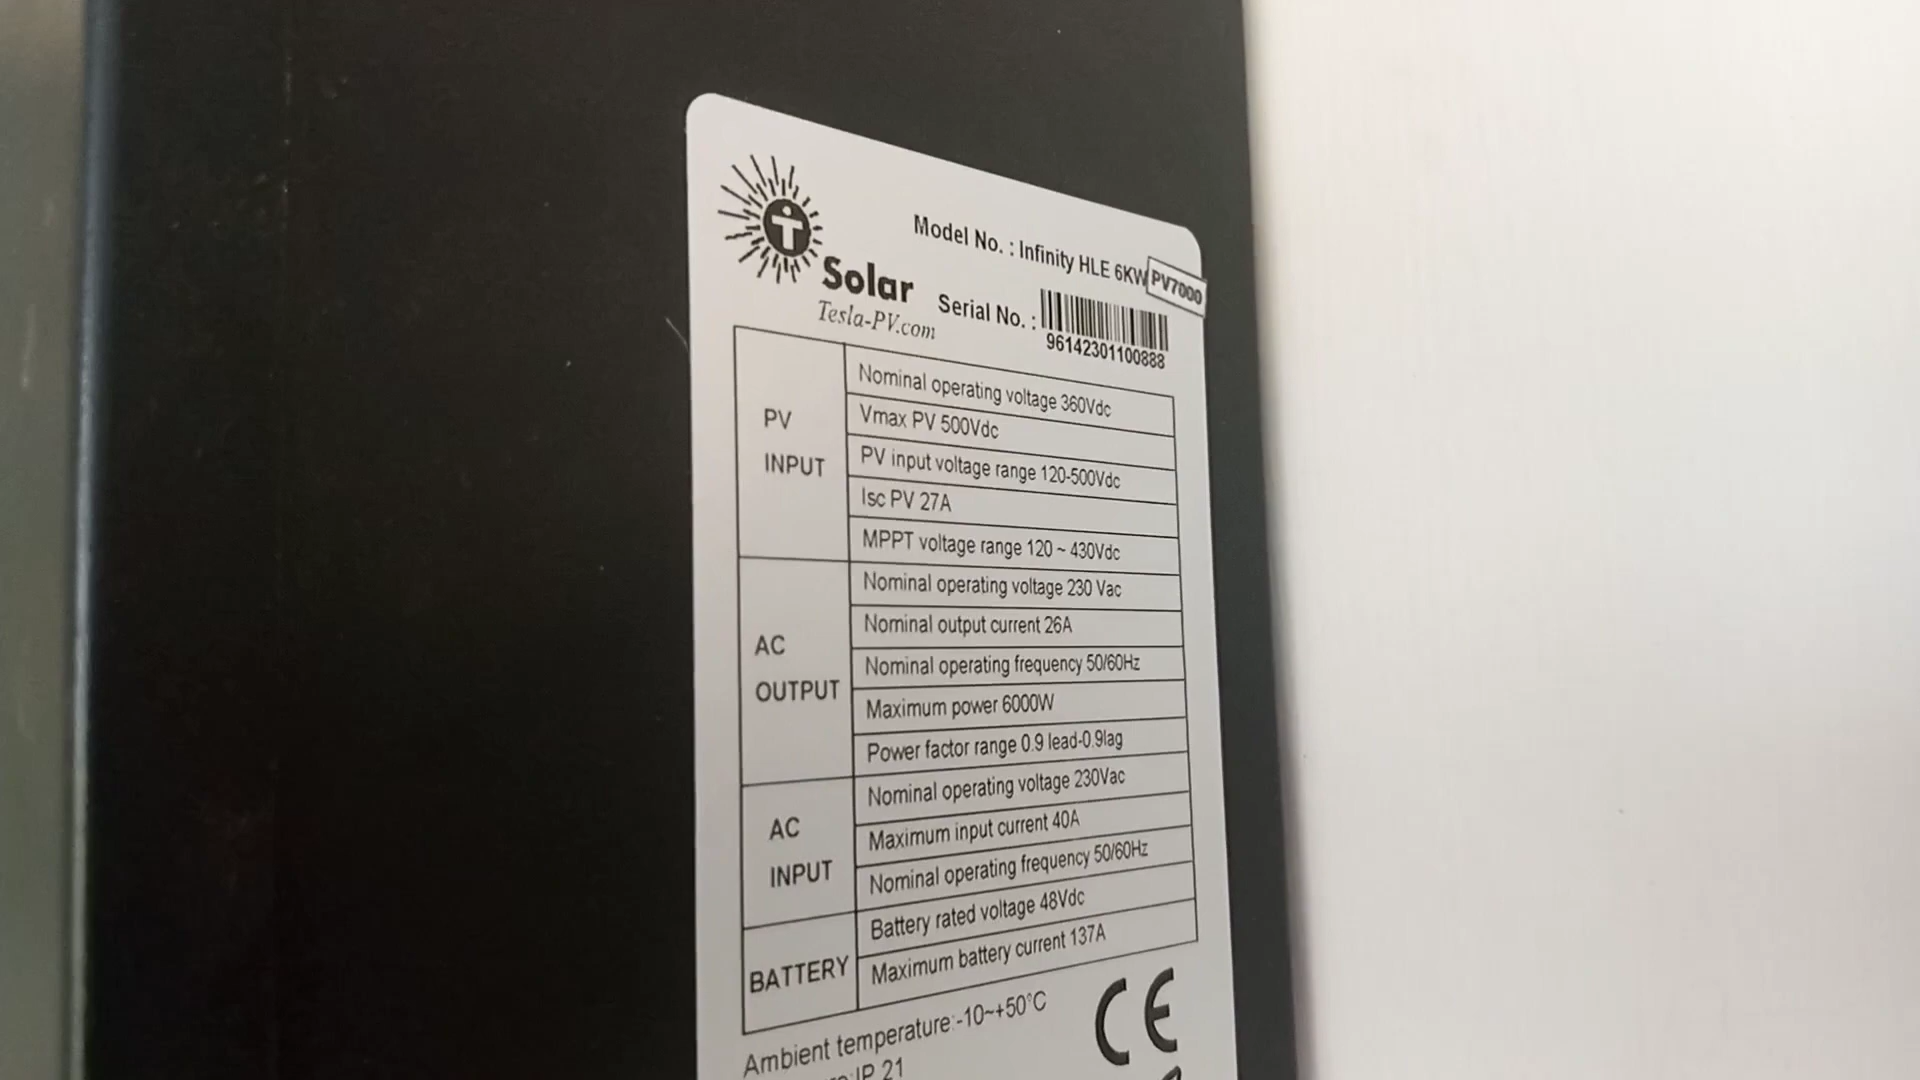 Model No. : Infinity HLE 6KW PV7000
T
Solar
Tesla-PV.com
Serial No. :
96142301100888
PV INPUT
Nominal operating voltage 360Vdc
Vmax PV 500Vdc
PV input voltage range 120-500Vdc
Isc PV 27A
MPPT voltage range 120 ~ 430Vdc
AC OUTPUT
Nominal operating voltage 230 Vac
Nominal output current 26A
Nominal operating frequency 50/60Hz
Maximum power 6000W
Power factor range 0.9 lead-0.9lag
AC INPUT
Nominal operating voltage 230Vac
Maximum input current 40A
Nominal operating frequency 50/60Hz
BATTERY
Battery rated voltage 48Vdc
Maximum battery current 137A
Ambient temperature:-10~+50°C
IP 21
CE